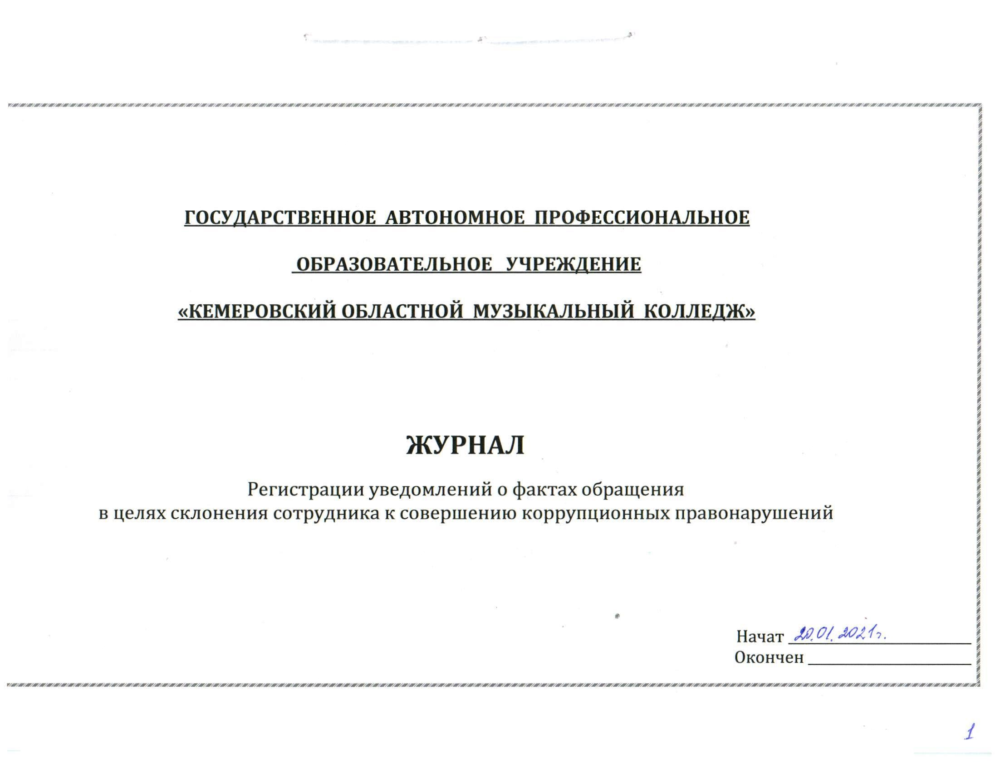 ГОСУДАРСТВЕННОЕ АВТОНОМНОЕ ПРОФЕССИОНАЛЬНОЕ
ОБРАЗОВАТЕЛЬНОЕ УЧРЕЖДЕНИЕ
«КЕМЕРОВСКИЙ ОБЛАСТНОЙ МУЗЫКАЛЬНЫЙ КОЛЛЕДЖ»
ЖУРНАЛ
Регистрации уведомлений о фактах обращения
в целях склонения сотрудника к совершению коррупционных правонарушений
Начат 20.01.2021г.
Окончен
1